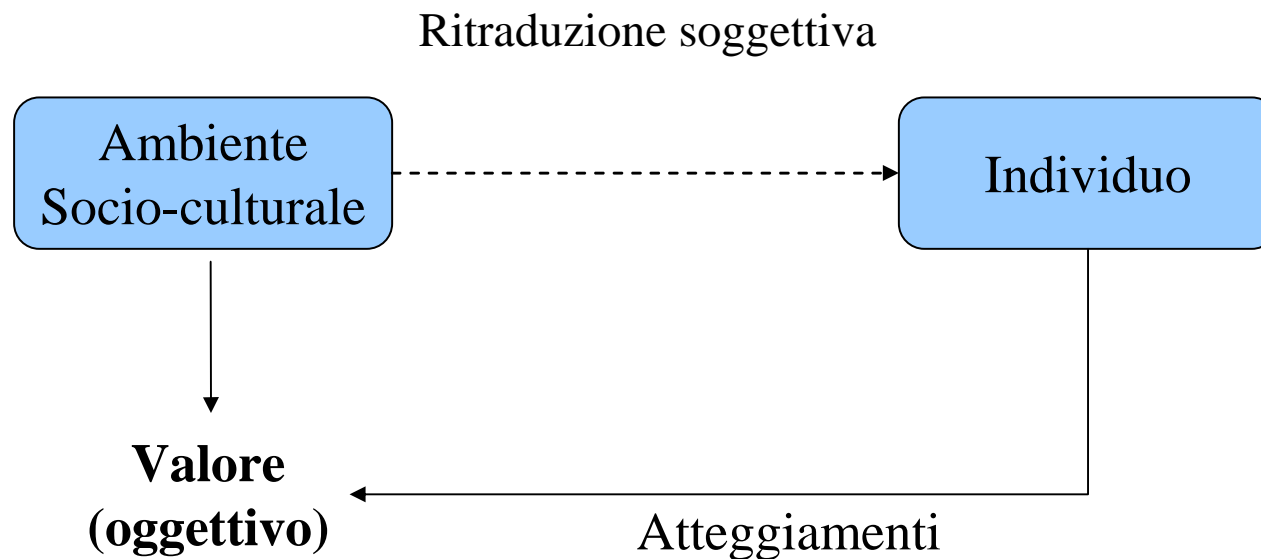 Ritraduzione soggettiva
Ambiente
Socio-culturale
Individuo
Valore
(oggettivo)
Atteggiamenti